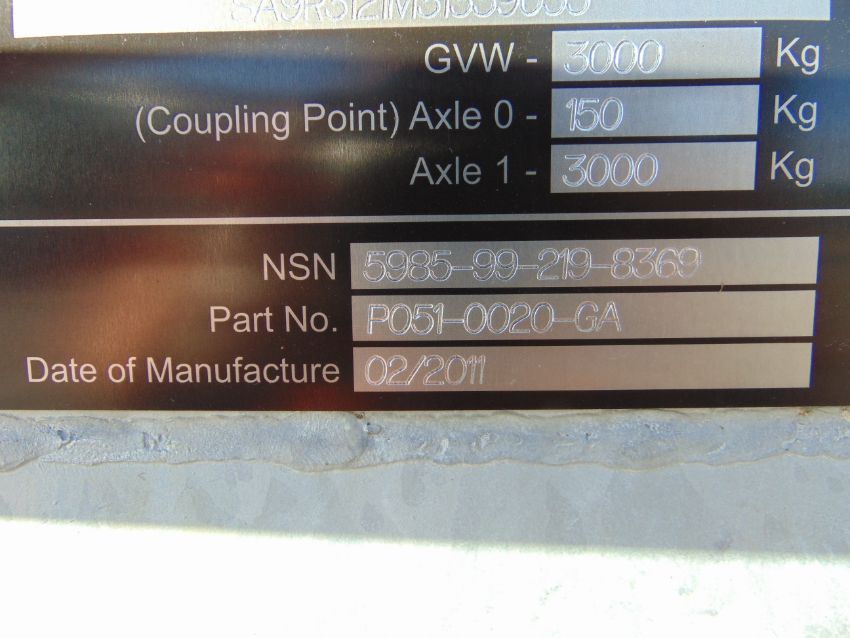 GVW - 3000 Kg
(Coupling Point) Axle 0 - 150 Kg
Axle 1 - 3000 Kg
NSN 5985-99-219-8369
Part No. P051-0020-GA
Date of Manufacture 02/2011